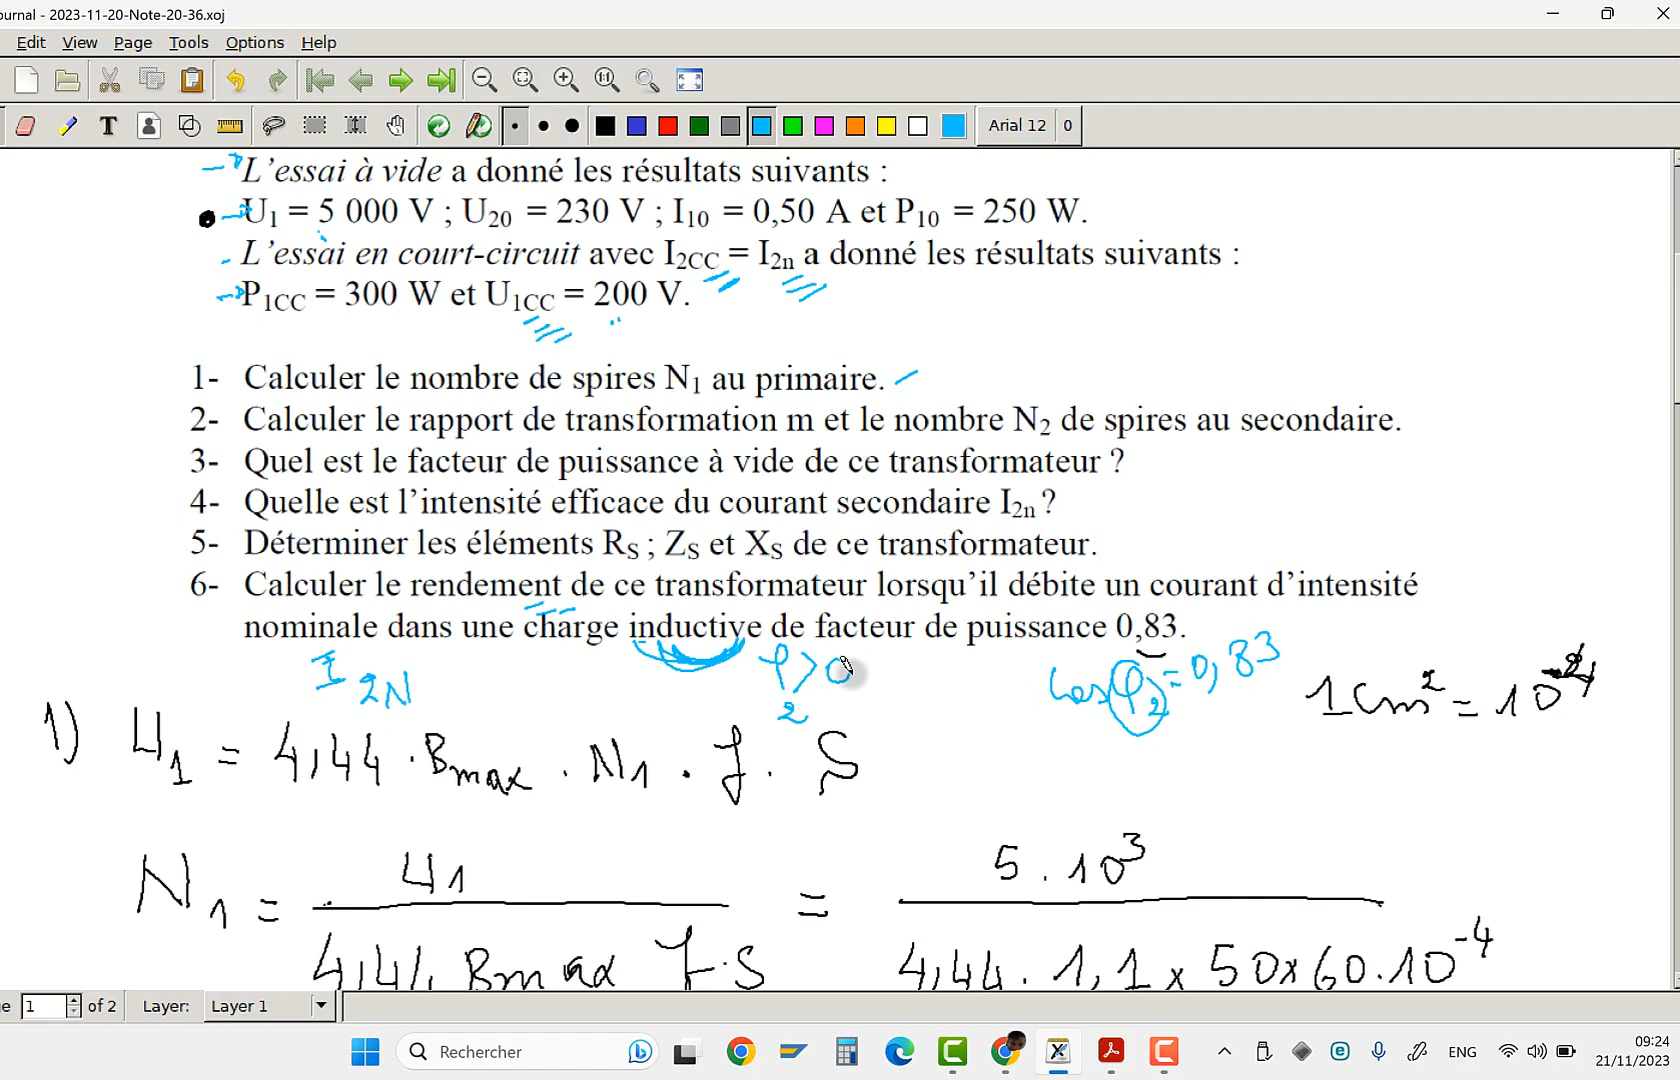 ournal - 2023-11-20-Note-20-36.xoj
Edit View Page Tools Options Help
Arial 12 0
L'essai à vide a donné les résultats suivants :
U1 = 5 000 V ; U20 = 230 V ; I10 = 0,50 A et P10 = 250 W.
L'essai en court-circuit avec I2CC = I2n a donné les résultats suivants :
P1CC = 300 W et U1CC = 200 V.
1- Calculer le nombre de spires N1 au primaire.
2- Calculer le rapport de transformation m et le nombre N2 de spires au secondaire.
3- Quel est le facteur de puissance à vide de ce transformateur ?
4- Quelle est l'intensité efficace du courant secondaire I2n ?
5- Déterminer les éléments RS ; ZS et XS de ce transformateur.
6- Calculer le rendement de ce transformateur lorsqu'il débite un courant d'intensité
nominale dans une charge inductive de facteur de puissance 0,83.
I2N φ2 > 0 cos φ2 = 0,83 1 cm² = 10
1) U1 = 4,44 · Bmax · N1 · f · S
N1 = U1 = 5 . 10³
4,44. Bmax f.S 4,44. 1,1 x 50x60.10⁻⁴
e 1 of 2 Layer: Layer 1
Rechercher
ENG
09:24
21/11/2023